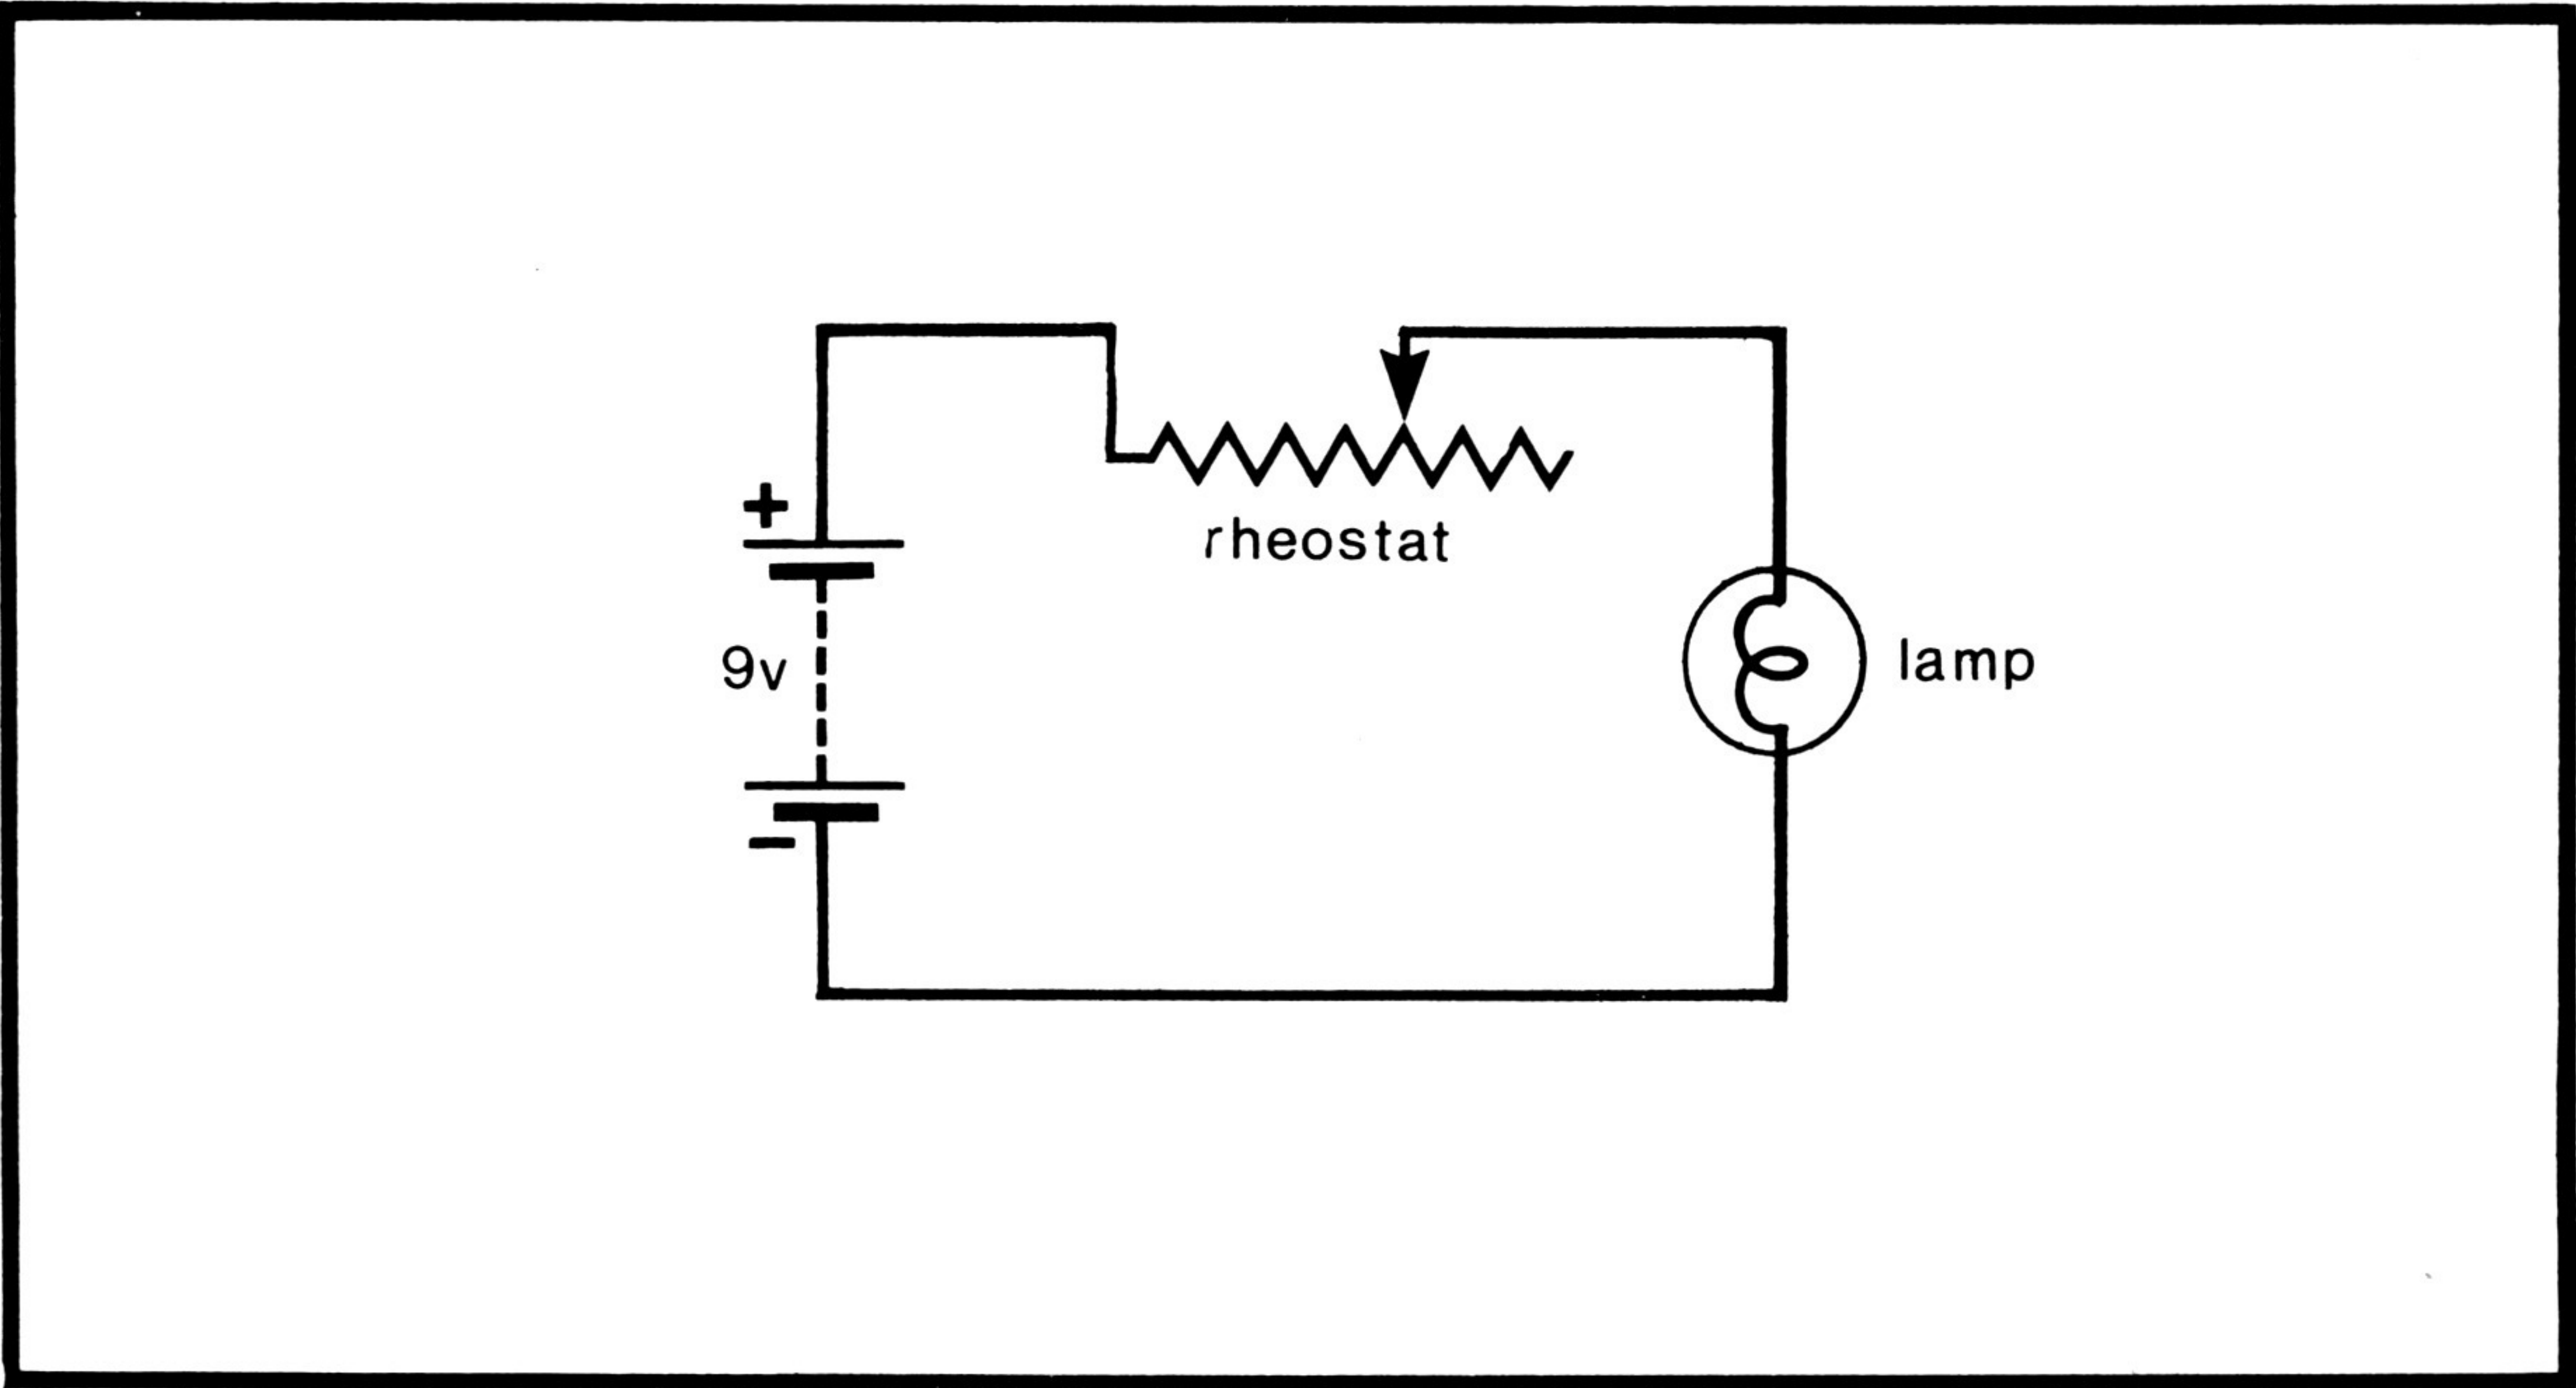 +
rheostat
9v
lamp
−